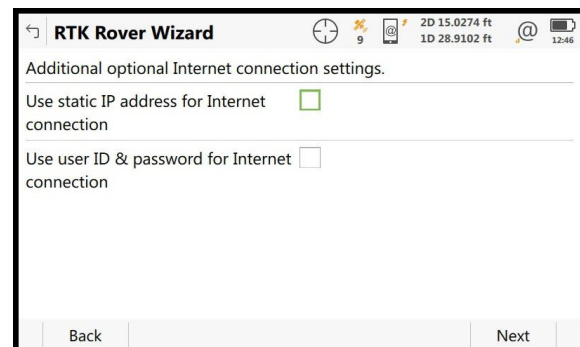 RTK Rover Wizard
9
@
2D 15.0274 ft
1D 28.9102 ft
@
12:46
Additional optional Internet connection settings.
Use static IP address for Internet
connection
Use user ID & password for Internet
connection
Back
Next